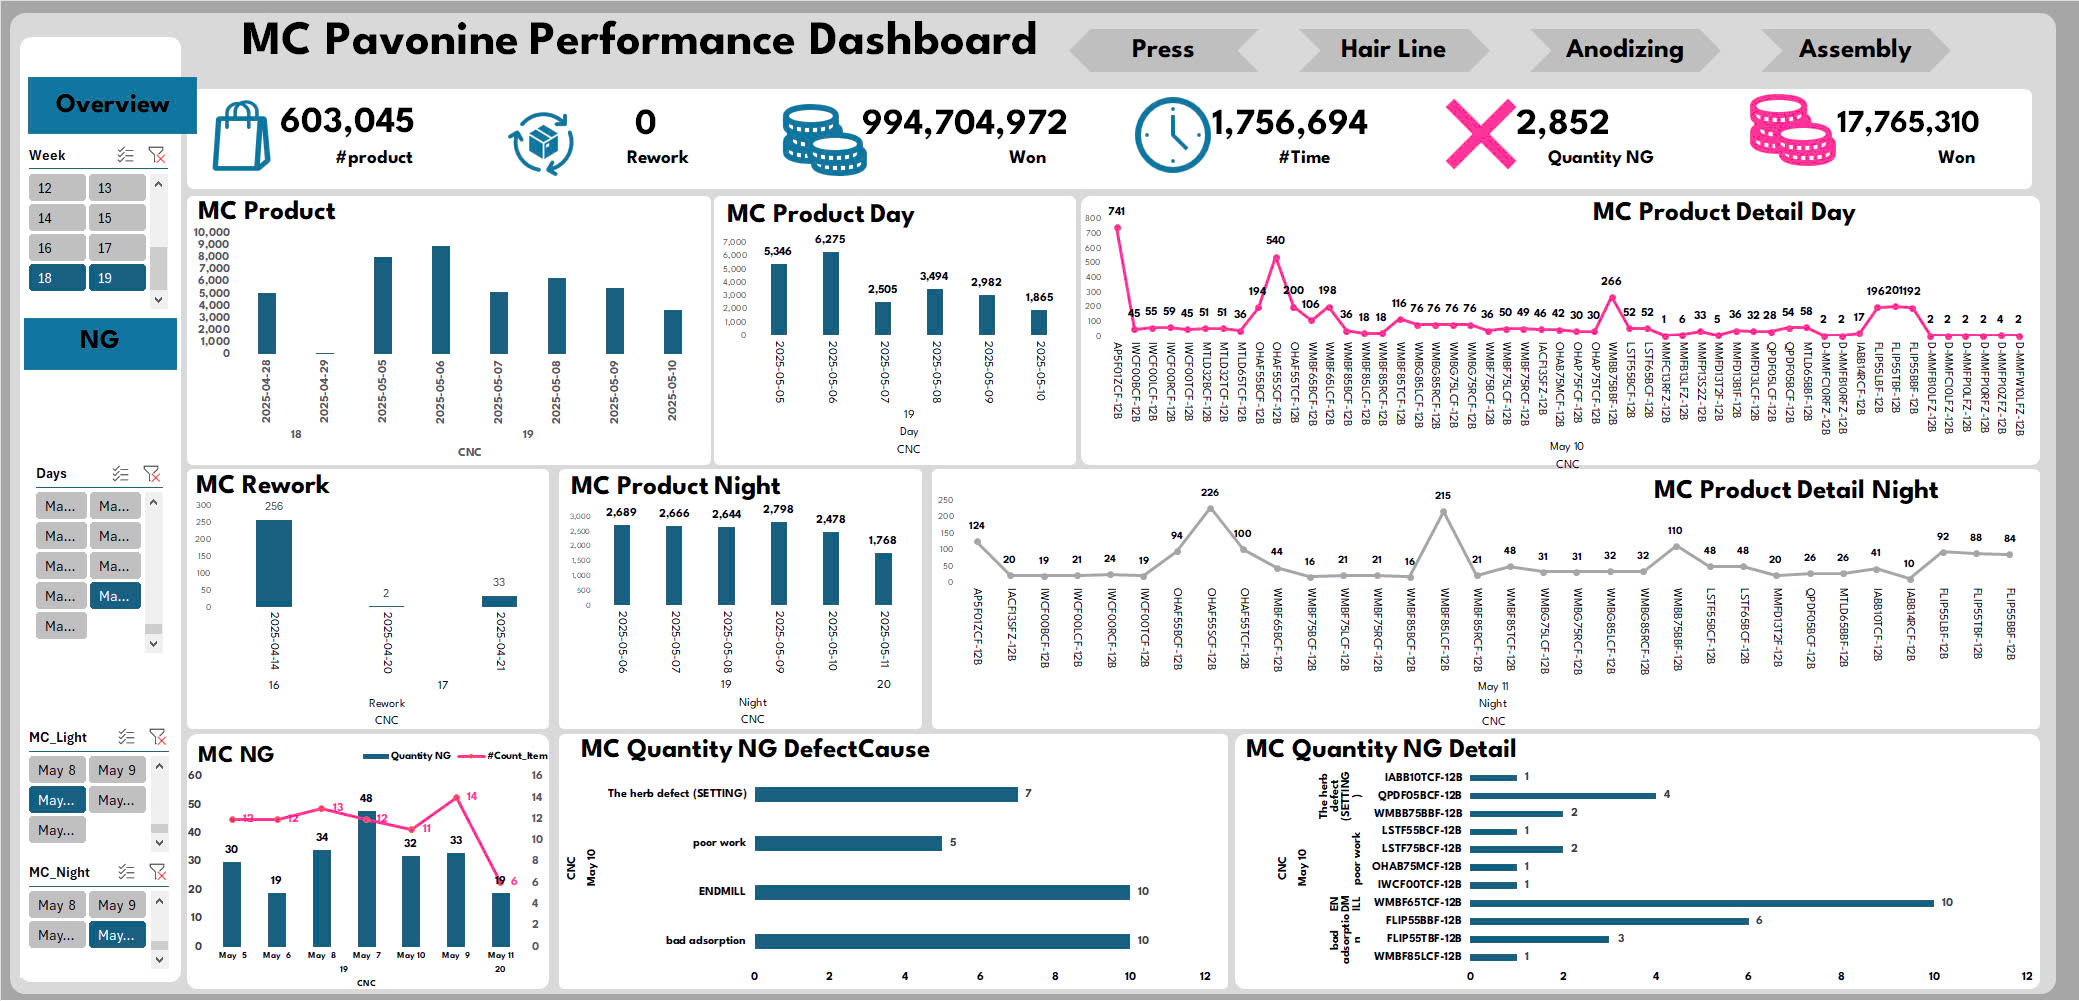 MC Pavonine Performance Dashboard
Press
Hair Line
Anodizing
Assembly
Overview
603,045
#product
0
Rework
994,704,972
Won
1,756,694
#Time
2,852
Quantity NG
17,765,310
Won
Week
12 13
14 15
16 17
18 19
NG
Days
Ma... Ma...
Ma... Ma...
Ma... Ma...
Ma... Ma...
Ma...
MC_Light
May 8 May 9
May... May...
May...
MC_Night
May 8 May 9
May... May...
MC Product
10,000
9,000
8,000
7,000
6,000
5,000
4,000
3,000
2,000
1,000
0
2025-04-28
2025-04-29
2025-05-05
2025-05-06
2025-05-07
2025-05-08
2025-05-09
2025-05-10
18 19
CNC
MC Product Day
7,000
6,000
5,000
4,000
3,000
2,000
1,000
0
5,346 6,275 2,505 3,494 2,982 1,865
2025-05-05
2025-05-06
2025-05-07
2025-05-08
2025-05-09
2025-05-10
19
Day
CNC
MC Product Detail Day
800
700
600
500
400
300
200
100
0
741 45 55 59 45 51 51 36 194 540 200 106 198 36 18 18 116 76 76 76 76 36 50 49 46 42 30 30 266 52 52 1 6 33 5 36 32 28 54 58 2 2 17 196 201 192 2 2 2 2 4 2
AP5F01ZCF-12B
IWCF00BCF-12B
IWCF00LCF-12B
IWCF00RCF-12B
IWCF00TCF-12B
MTLD32BCF-12B
MTLD32TCF-12B
MTLD65TCF-12B
OHAF55BCF-12B
OHAF55SCF-12B
OHAF55TCF-12B
WMBF65BCF-12B
WMBF65LCF-12B
WMBF85BCF-12B
WMBF85LCF-12B
WMBF85RCF-12B
WMBF85TCF-12B
WMBG85LCF-12B
WMBG85RCF-12B
WMBG75LCF-12B
WMBG75RCF-12B
WMBF75BCF-12B
WMBF75LCF-12B
WMBF75RCF-12B
IACF13SFZ-12B
OHAB75MCF-12B
OHAP75FCF-12B
OHAP75TCF-12B
WMBB75BBF-12B
LSTF55BCF-12B
LSTF65BCF-12B
MMFC13RFZ-12B
MMFB13LFZ-12B
MMFP13S2Z-12B
MMFD13T2F-12B
MMFD13B1F-12B
MMFD13LCF-12B
QPDF05LCF-12B
QPDF05BCF-12B
MTLD65BBF-12B
D-MMFC10RFZ-12B
D-MMFB10RFZ-12B
IABB14RCF-12B
FLIP55LBF-12B
FLIP55TBF-12B
FLIP55BBF-12B
D-MMFB10LFZ-12B
D-MMFC10LFZ-12B
D-MMFP10LFZ-12B
D-MMFP10RFZ-12B
D-MMFP10ZFZ-12B
D-MMFW10LFZ-12B
May 10
CNC
MC Rework
300
250
200
150
100
50
0
256 2 33
2025-04-14
2025-04-20
2025-04-21
16 17
Rework
CNC
MC Product Night
3,000
2,500
2,000
1,500
1,000
500
0
2,689 2,666 2,644 2,798 2,478 1,768
2025-05-06
2025-05-07
2025-05-08
2025-05-09
2025-05-10
2025-05-11
19 20
Night
CNC
MC Product Detail Night
250
200
150
100
50
0
124 20 19 21 24 19 94 226 100 44 16 21 21 16 215 21 48 31 31 32 32 110 48 48 20 26 26 41 10 92 88 84
AP5F01ZCF-12B
IACF13SFZ-12B
IWCF00BCF-12B
IWCF00LCF-12B
IWCF00RCF-12B
IWCF00TCF-12B
OHAF55BCF-12B
OHAF55SCF-12B
OHAF55TCF-12B
WMBF65BCF-12B
WMBF75BCF-12B
WMBF75LCF-12B
WMBF75RCF-12B
WMBF85BCF-12B
WMBF85LCF-12B
WMBF85RCF-12B
WMBF85TCF-12B
WMBG75LCF-12B
WMBG75RCF-12B
WMBG85LCF-12B
WMBG85RCF-12B
WMBB75BBF-12B
LSTF55BCF-12B
LSTF65BCF-12B
MMFD13T2F-12B
QPDF05BCF-12B
MTLD65BBF-12B
IABB10TCF-12B
IABB14RCF-12B
FLIP55LBF-12B
FLIP55TBF-12B
FLIP55BBF-12B
May 11
Night
CNC
MC NG
Quantity NG #Count_Item
60
50
40
30
20
10
0
30 19 34 48 32 33 19
12 12 13 12 11 14 6
16
14
12
10
8
6
4
2
0
May 5 May 6 May 8 May 7 May 10 May 9 May 11
19 20
CNC
MC Quantity NG DefectCause
The herb defect (SETTING) 7
poor work 5
ENDMILL 10
bad adsorption 10
CNC
May 10
0 2 4 6 8 10 12
MC Quantity NG Detail
CNC
May 10
The herb defect (SETTING)
IABB10TCF-12B 1
QPDF05BCF-12B 4
WMBB75BBF-12B 2
poor work
LSTF55BCF-12B 1
LSTF75BCF-12B 2
OHAB75MCF-12B 1
IWCF00TCF-12B 1
ENDMILL
WMBF65TCF-12B 10
bad adsorption
FLIP55BBF-12B 6
FLIP55TBF-12B 3
WMBF85LCF-12B 1
0 2 4 6 8 10 12